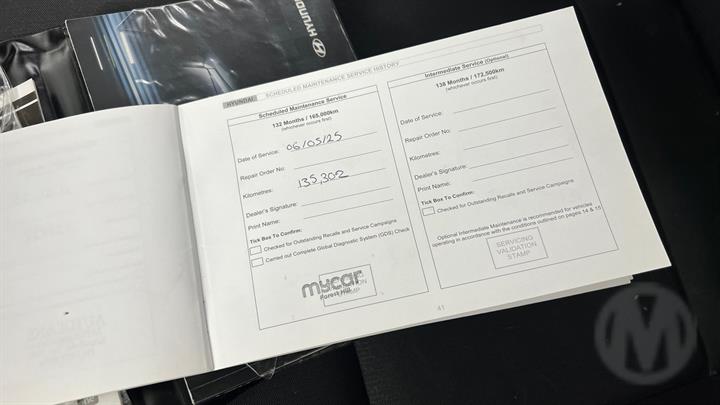 HYUNDAI
HYUNDAI SCHEDULED MAINTENANCE SERVICE HISTORY
Scheduled Maintenance Service
132 Months / 165,000km
(whichever occurs first)
Date of Service: 06/05/25
Repair Order No:
Kilometres: 135,302
Dealer's Signature:
Print Name:
Tick Box To Confirm:
Checked for Outstanding Recalls and Service Campaigns
Carried out Complete Global Diagnostic System (GDS) Check
mycar
Forest Hill
STAMP
Intermediate Service (Optional)
138 Months / 172,500km
(whichever occurs first)
Date of Service:
Repair Order No:
Kilometres:
Dealer's Signature:
Print Name:
Tick Box To Confirm:
Checked for Outstanding Recalls and Service Campaigns
Optional Intermediate Maintenance is recommended for vehicles
operating in accordance with the conditions outlined on pages 14 & 15
SERVICING
VALIDATION
STAMP
41
M